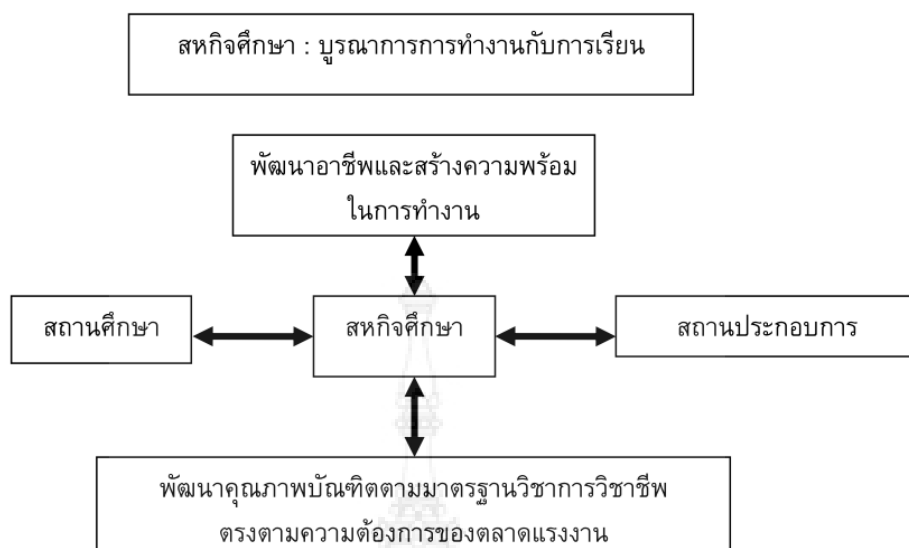 สหกิจศึกษา : บูรณาการการทำงานกับการเรียน
พัฒนาอาชีพและสร้างความพร้อม
ในการทำงาน
สถานศึกษา
สหกิจศึกษา
สถานประกอบการ
พัฒนาคุณภาพบัณฑิตตามมาตรฐานวิชาการวิชาชีพ
ตรงตามความต้องการของตลาดแรงงาน